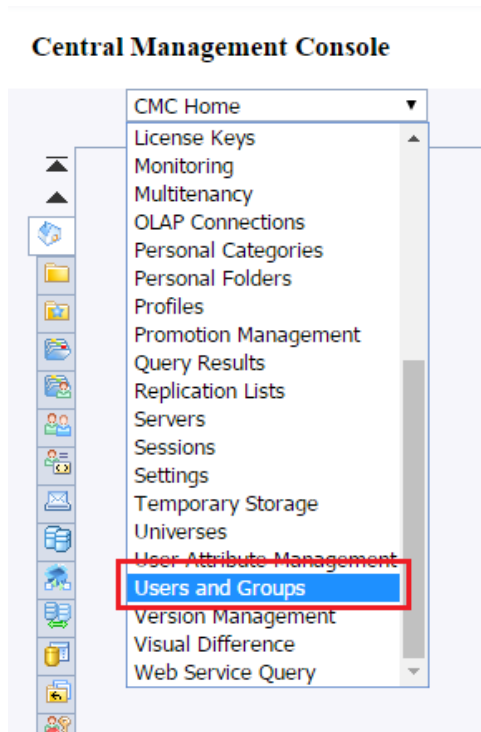 Central Management Console
CMC Home
License Keys
Monitoring
Multitenancy
OLAP Connections
Personal Categories
Personal Folders
Profiles
Promotion Management
Query Results
Replication Lists
Servers
Sessions
Settings
Temporary Storage
Universes
User Attribute Management
Users and Groups
Version Management
Visual Difference
Web Service Query